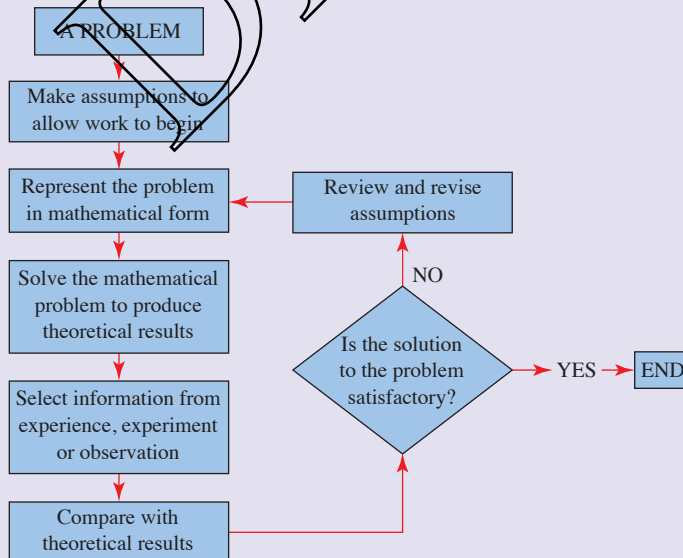 A PROBLEM
Make assumptions to
allow work to begin
Represent the problem
in mathematical form
Solve the mathematical
problem to produce
theoretical results
Select information from
experience, experiment
or observation
Compare with
theoretical results
Review and revise
assumptions
NO
Is the solution
to the problem
satisfactory?
YES
END